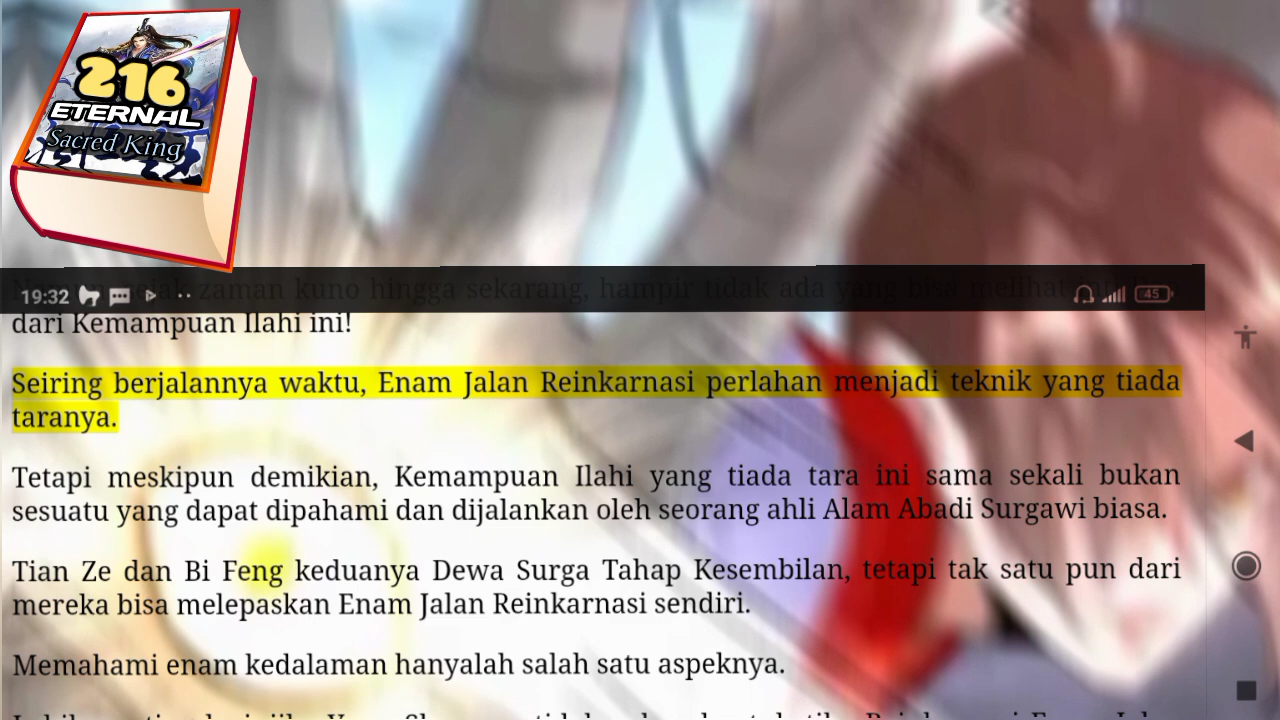 216
ETERNAL
Sacred King
zaman kuno hingga sekarang, hampir tidak ada yang bisa
19:32
45
dari Kemampuan Ilahi ini!
Seiring berjalannya waktu, Enam Jalan Reinkarnasi perlahan menjadi teknik yang tiada
taranya.
Tetapi meskipun demikian, Kemampuan Ilahi yang tiada tara ini sama sekali bukan
sesuatu yang dapat dipahami dan dijalankan oleh seorang ahli Alam Abadi Surgawi biasa.
Tian Ze dan Bi Feng keduanya Dewa Surga Tahap Kesembilan, tetapi tak satu pun dari
mereka bisa melepaskan Enam Jalan Reinkarnasi sendiri.
Memahami enam kedalaman hanyalah salah satu aspeknya.